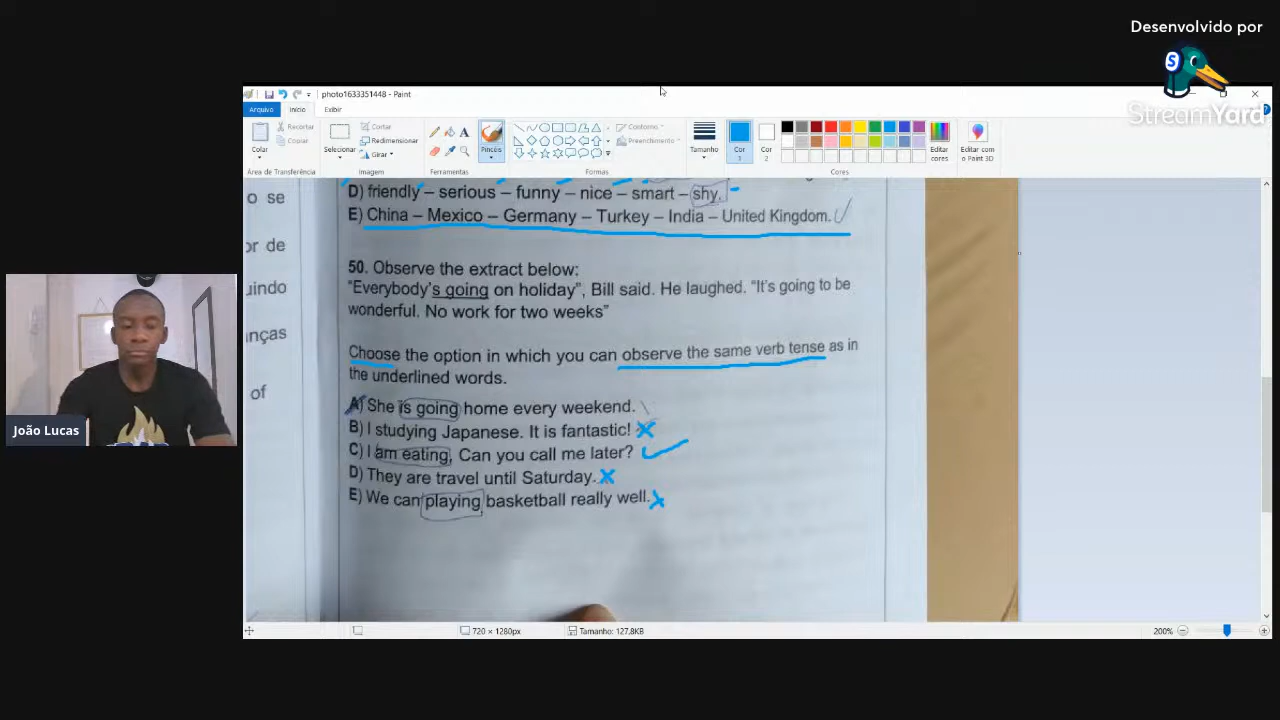 Desenvolvido por
S
StreamYard
photo1633351448 - Paint
Arquivo
Início
Exibir
Colar
Recortar
Copiar
Área de Transferência
Selecionar
Cortar
Redimensionar
Girar
Imagem
A
Ferramentas
Pincéis
Contorno
Preenchimento
Formas
Tamanho
Cor
1
Cor
2
Editar
cores
Editar com
o Paint 3D
Cores
o se
or de
uindo
nças
of
D) friendly – serious – funny – nice – smart – shy.
E) China – Mexico – Germany – Turkey – India – United Kingdom.
50. Observe the extract below:
"Everybody's going on holiday", Bill said. He laughed. "It's going to be
wonderful. No work for two weeks"
Choose the option in which you can observe the same verb tense as in
the underlined words.
A) She is going home every weekend.
B) I studying Japanese. It is fantastic!
C) I am eating, Can you call me later?
D) They are travel until Saturday.
E) We can playing basketball really well.
João Lucas
720 × 1280px
Tamanho: 127,8KB
200%